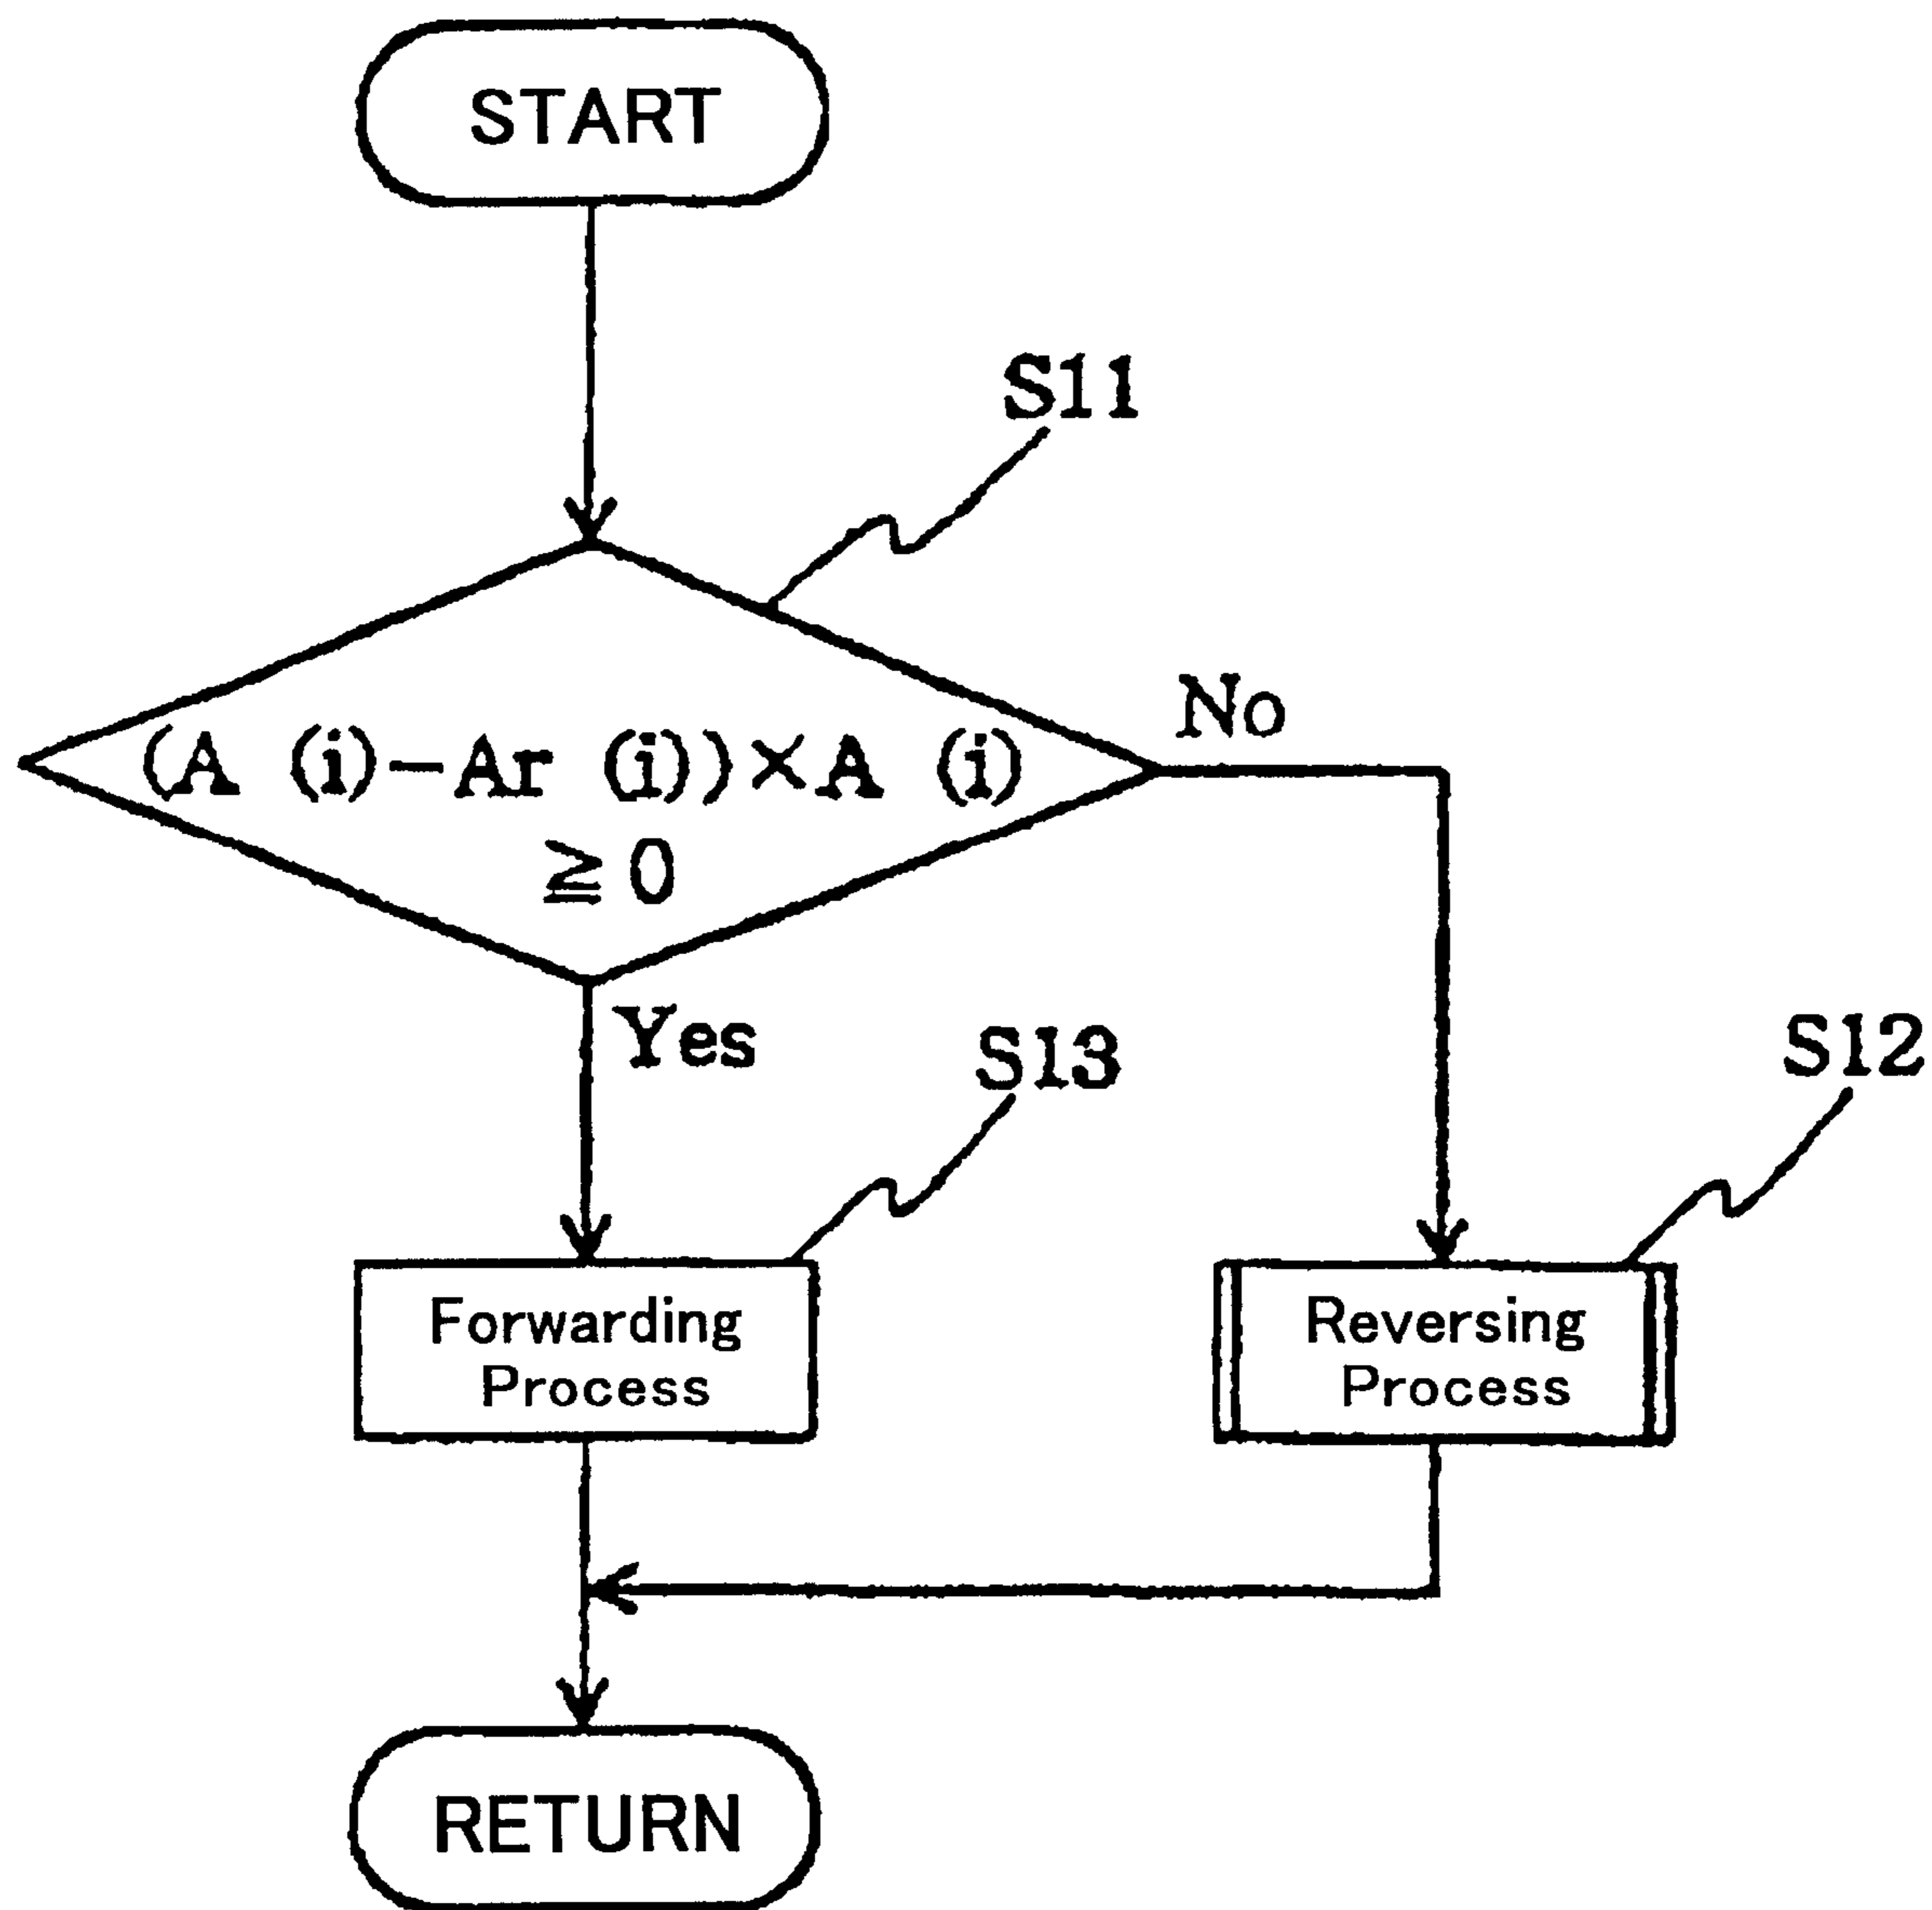 START
S11
No
(A (i)−Ar (i))×A (i)
≧0
Yes
S13
S12
Forwarding
Process
Reversing
Process
RETURN